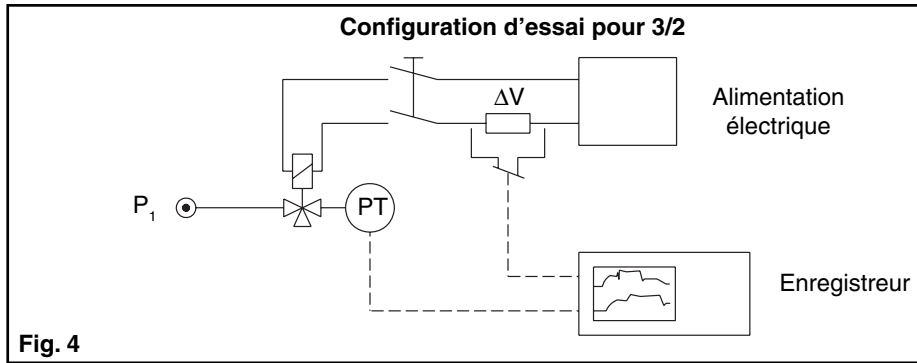 Configuration d’essai pour 3/2
ΔV
Alimentation
électrique
P1
PT
Enregistreur
Fig. 4